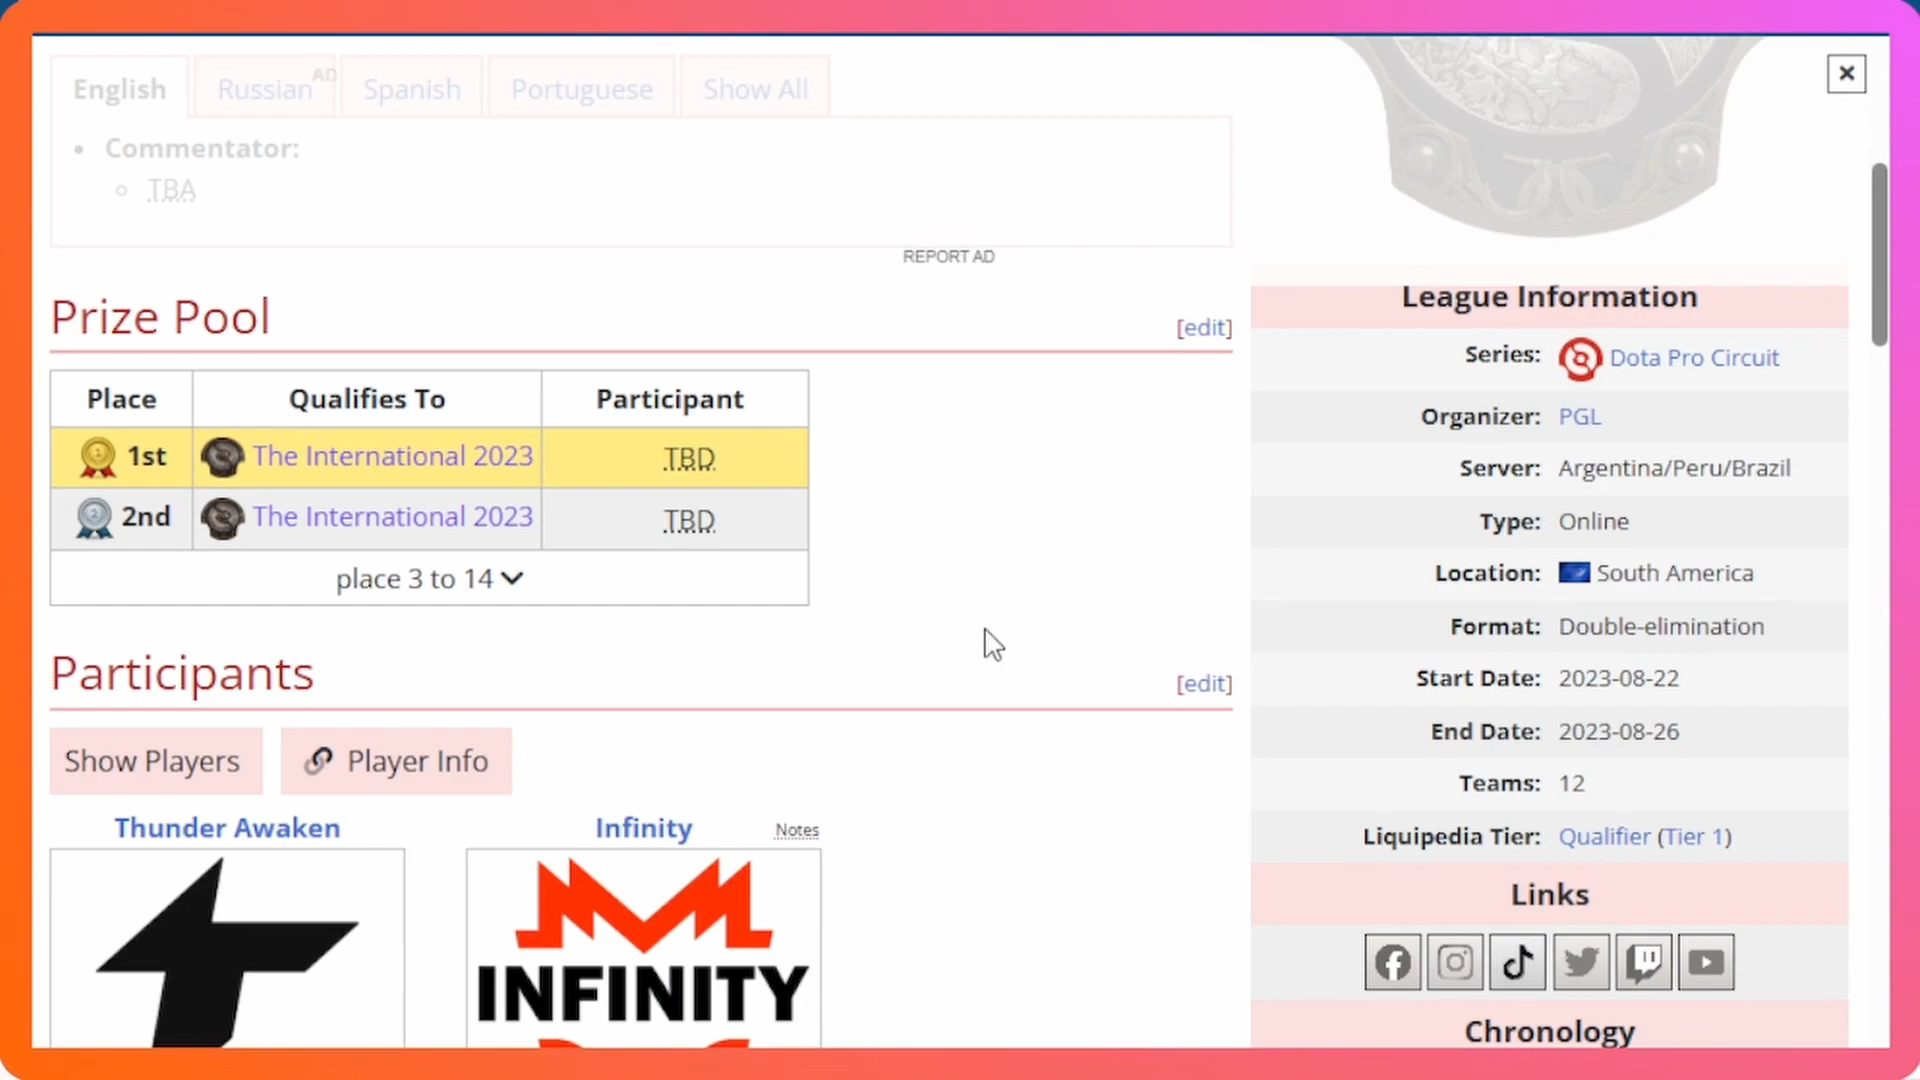 English
Russian
AD
Spanish
Portuguese
Show All
Commentator:
TBA
REPORT AD
Prize Pool
[edit]
Place
Qualifies To
Participant
1st
The International 2023
TBD
2nd
The International 2023
TBD
place 3 to 14
Participants
[edit]
Show Players
Player Info
Thunder Awaken
Infinity
Notes
INFINITY
League Information
Series: Dota Pro Circuit
Organizer: PGL
Server: Argentina/Peru/Brazil
Type: Online
Location: South America
Format: Double-elimination
Start Date: 2023-08-22
End Date: 2023-08-26
Teams: 12
Liquipedia Tier: Qualifier (Tier 1)
Links
Chronology